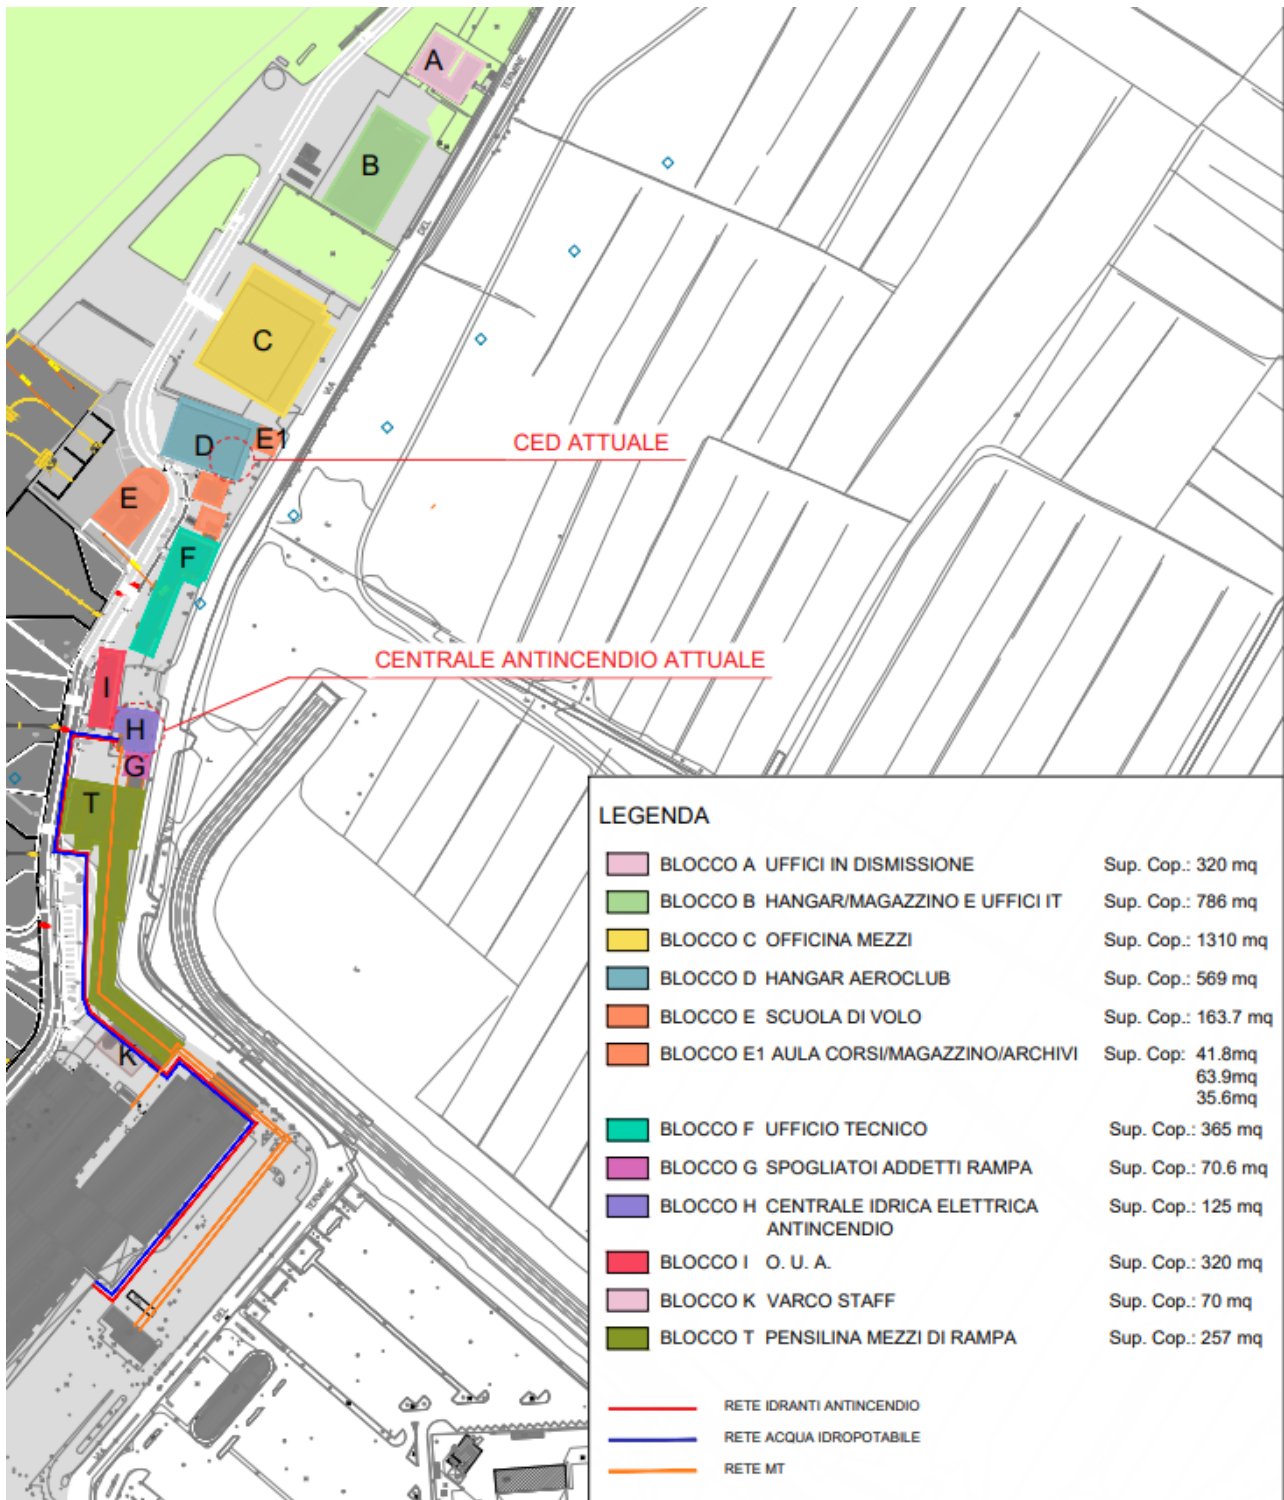 A
TERMINE
B
DEL
C
VIA
D
E1
CED ATTUALE
E
F
CENTRALE ANTINCENDIO ATTUALE
I
H
G
T
K
TERMINE
DEL
VIA
LEGENDA
BLOCCO A UFFICI IN DISMISSIONE Sup. Cop.: 320 mq
BLOCCO B HANGAR/MAGAZZINO E UFFICI IT Sup. Cop.: 786 mq
BLOCCO C OFFICINA MEZZI Sup. Cop.: 1310 mq
BLOCCO D HANGAR AEROCLUB Sup. Cop.: 569 mq
BLOCCO E SCUOLA DI VOLO Sup. Cop.: 163.7 mq
BLOCCO E1 AULA CORSI/MAGAZZINO/ARCHIVI Sup. Cop: 41.8mq
63.9mq
35.6mq
BLOCCO F UFFICIO TECNICO Sup. Cop.: 365 mq
BLOCCO G SPOGLIATOI ADDETTI RAMPA Sup. Cop.: 70.6 mq
BLOCCO H CENTRALE IDRICA ELETTRICA Sup. Cop.: 125 mq
ANTINCENDIO
BLOCCO I O. U. A. Sup. Cop.: 320 mq
BLOCCO K VARCO STAFF Sup. Cop.: 70 mq
BLOCCO T PENSILINA MEZZI DI RAMPA Sup. Cop.: 257 mq
RETE IDRANTI ANTINCENDIO
RETE ACQUA IDROPOTABILE
RETE MT